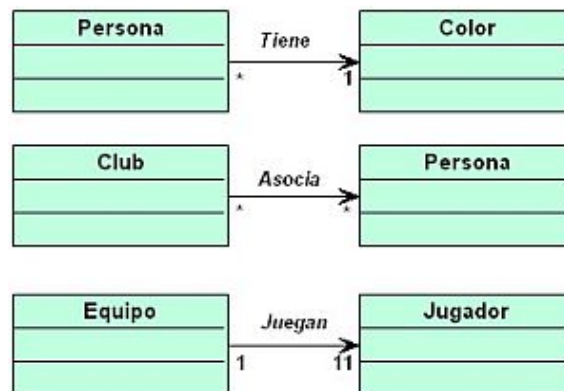 Persona Tiene Color
* 1
Club Asocia Persona
* *
Equipo Juegan Jugador
1 11